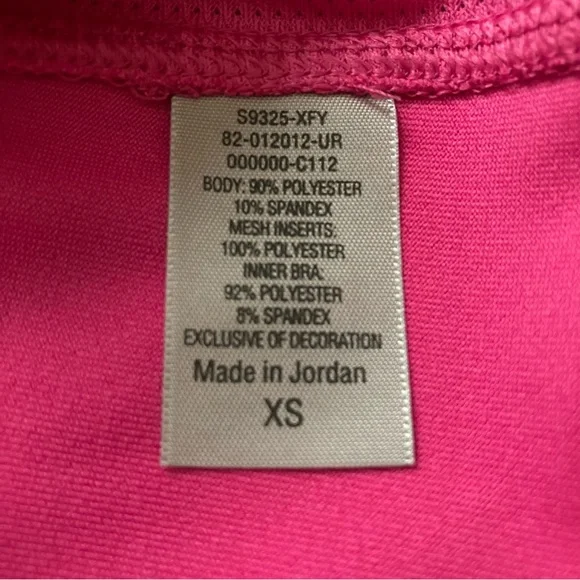 S9325-XFY
82-012012-UR
000000-C112
BODY: 90% POLYESTER
10% SPANDEX
MESH INSERTS:
100% POLYESTER
INNER BRA:
92% POLYESTER
8% SPANDEX
EXCLUSIVE OF DECORATION
Made in Jordan
XS